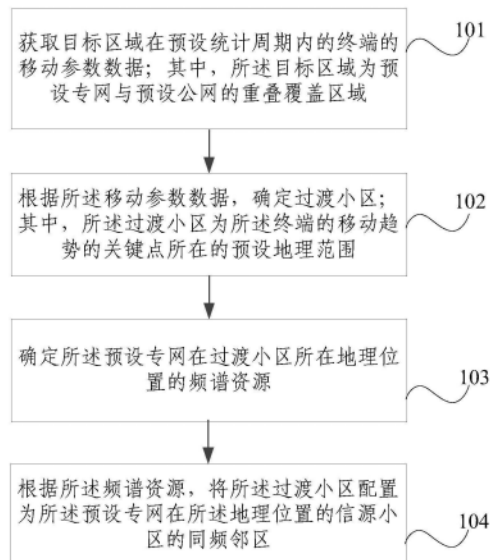 获取目标区域在预设统计周期内的终端的
移动参数数据；其中，所述目标区域为预
设专网与预设公网的重叠覆盖区域
101
根据所述移动参数数据，确定过渡小区；
其中，所述过渡小区为所述终端的移动趋
势的关键点所在的预设地理范围
102
确定所述预设专网在过渡小区所在地理位
置的频谱资源
103
根据所述频谱资源，将所述过渡小区配置
为所述预设专网在所述地理位置的信源小
区的同频邻区
104